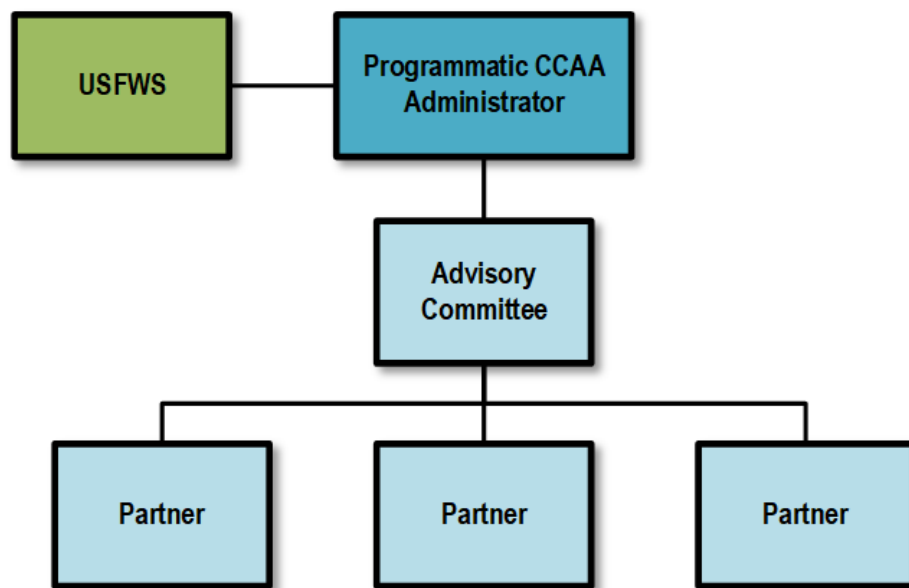 USFWS
Programmatic CCAA
Administrator
Advisory
Committee
Partner
Partner
Partner